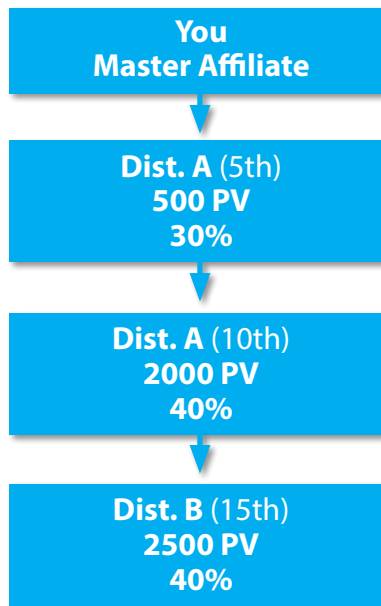 You
Master Affiliate
Dist. A (5th)
500 PV
30%
Dist. A (10th)
2000 PV
40%
Dist. B (15th)
2500 PV
40%